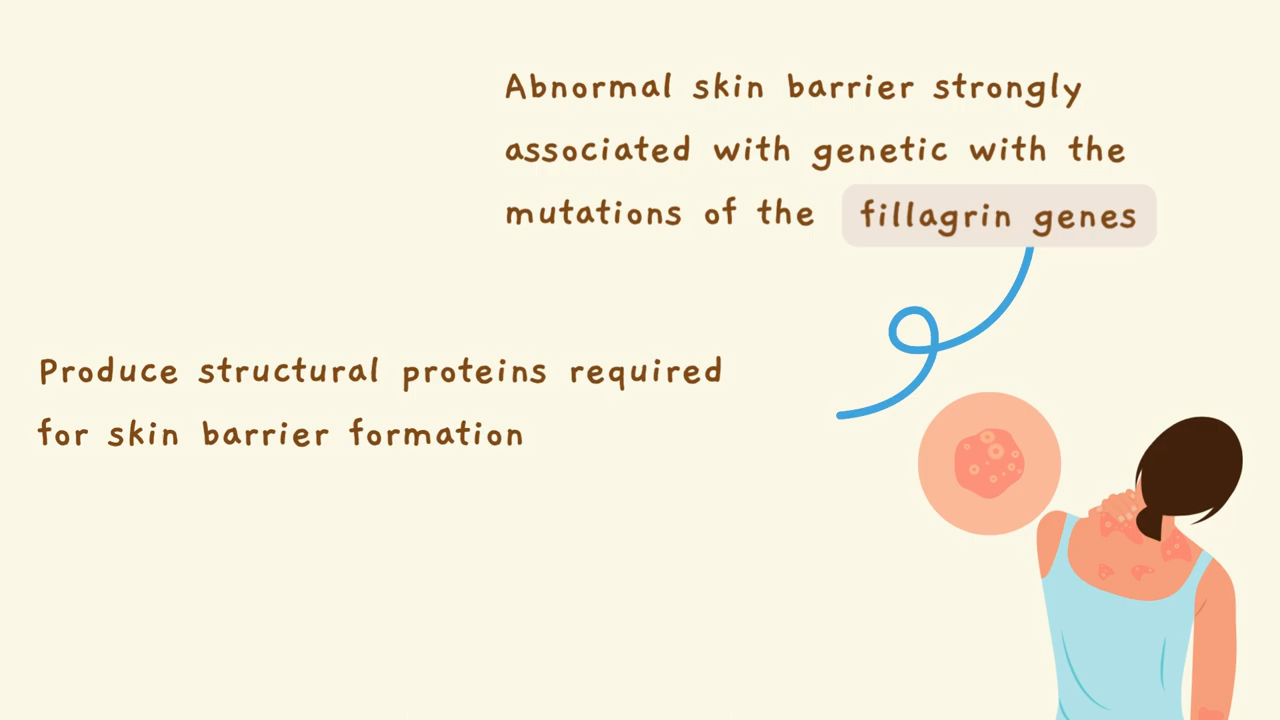 Abnormal skin barrier strongly
associated with genetic with the
mutations of the fillagrin genes
Produce structural proteins required
for skin barrier formation